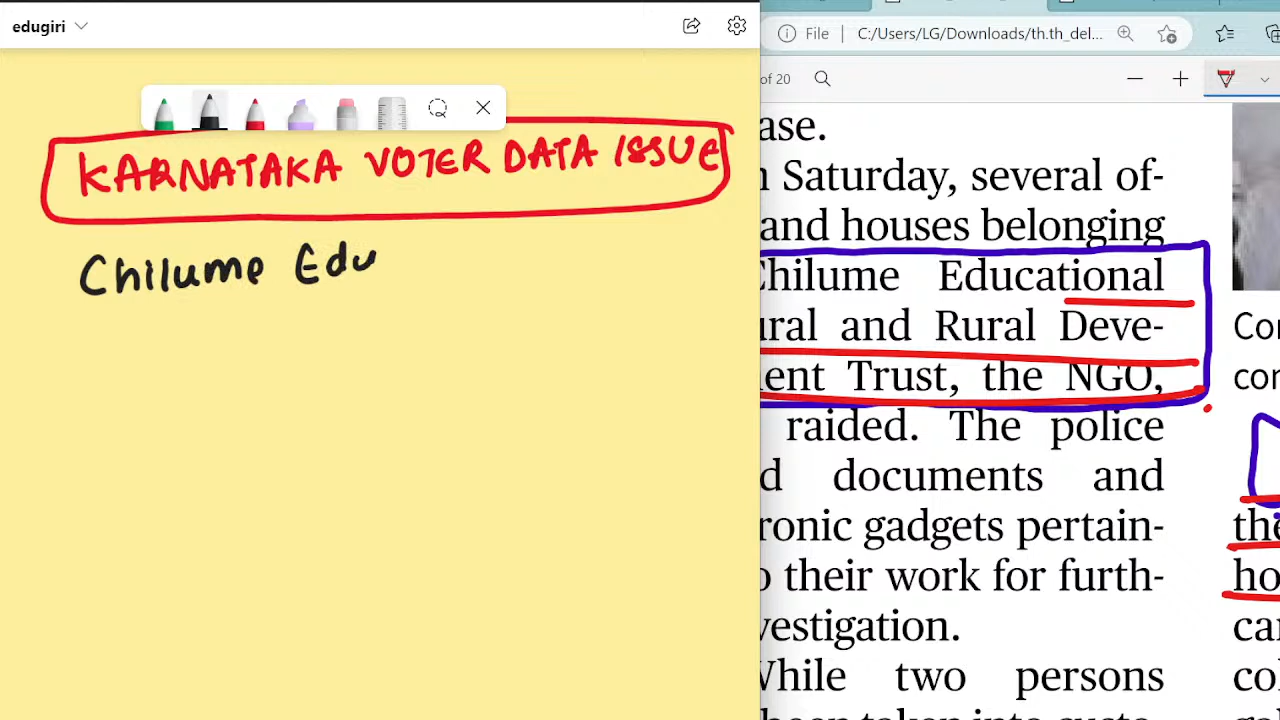 edugiri
File
C:/Users/LG/Downloads/th.th_del...
of 20
KARNATAKA VOTER DATA ISSUE
Chilume Edu
ase.
Saturday, several of-
and houses belonging
Chilume Educational
ural and Rural Deve-
ent Trust, the NGO,
raided. The police
d documents and
ronic gadgets pertain-
o their work for furth-
vestigation.
While two persons
the
ho